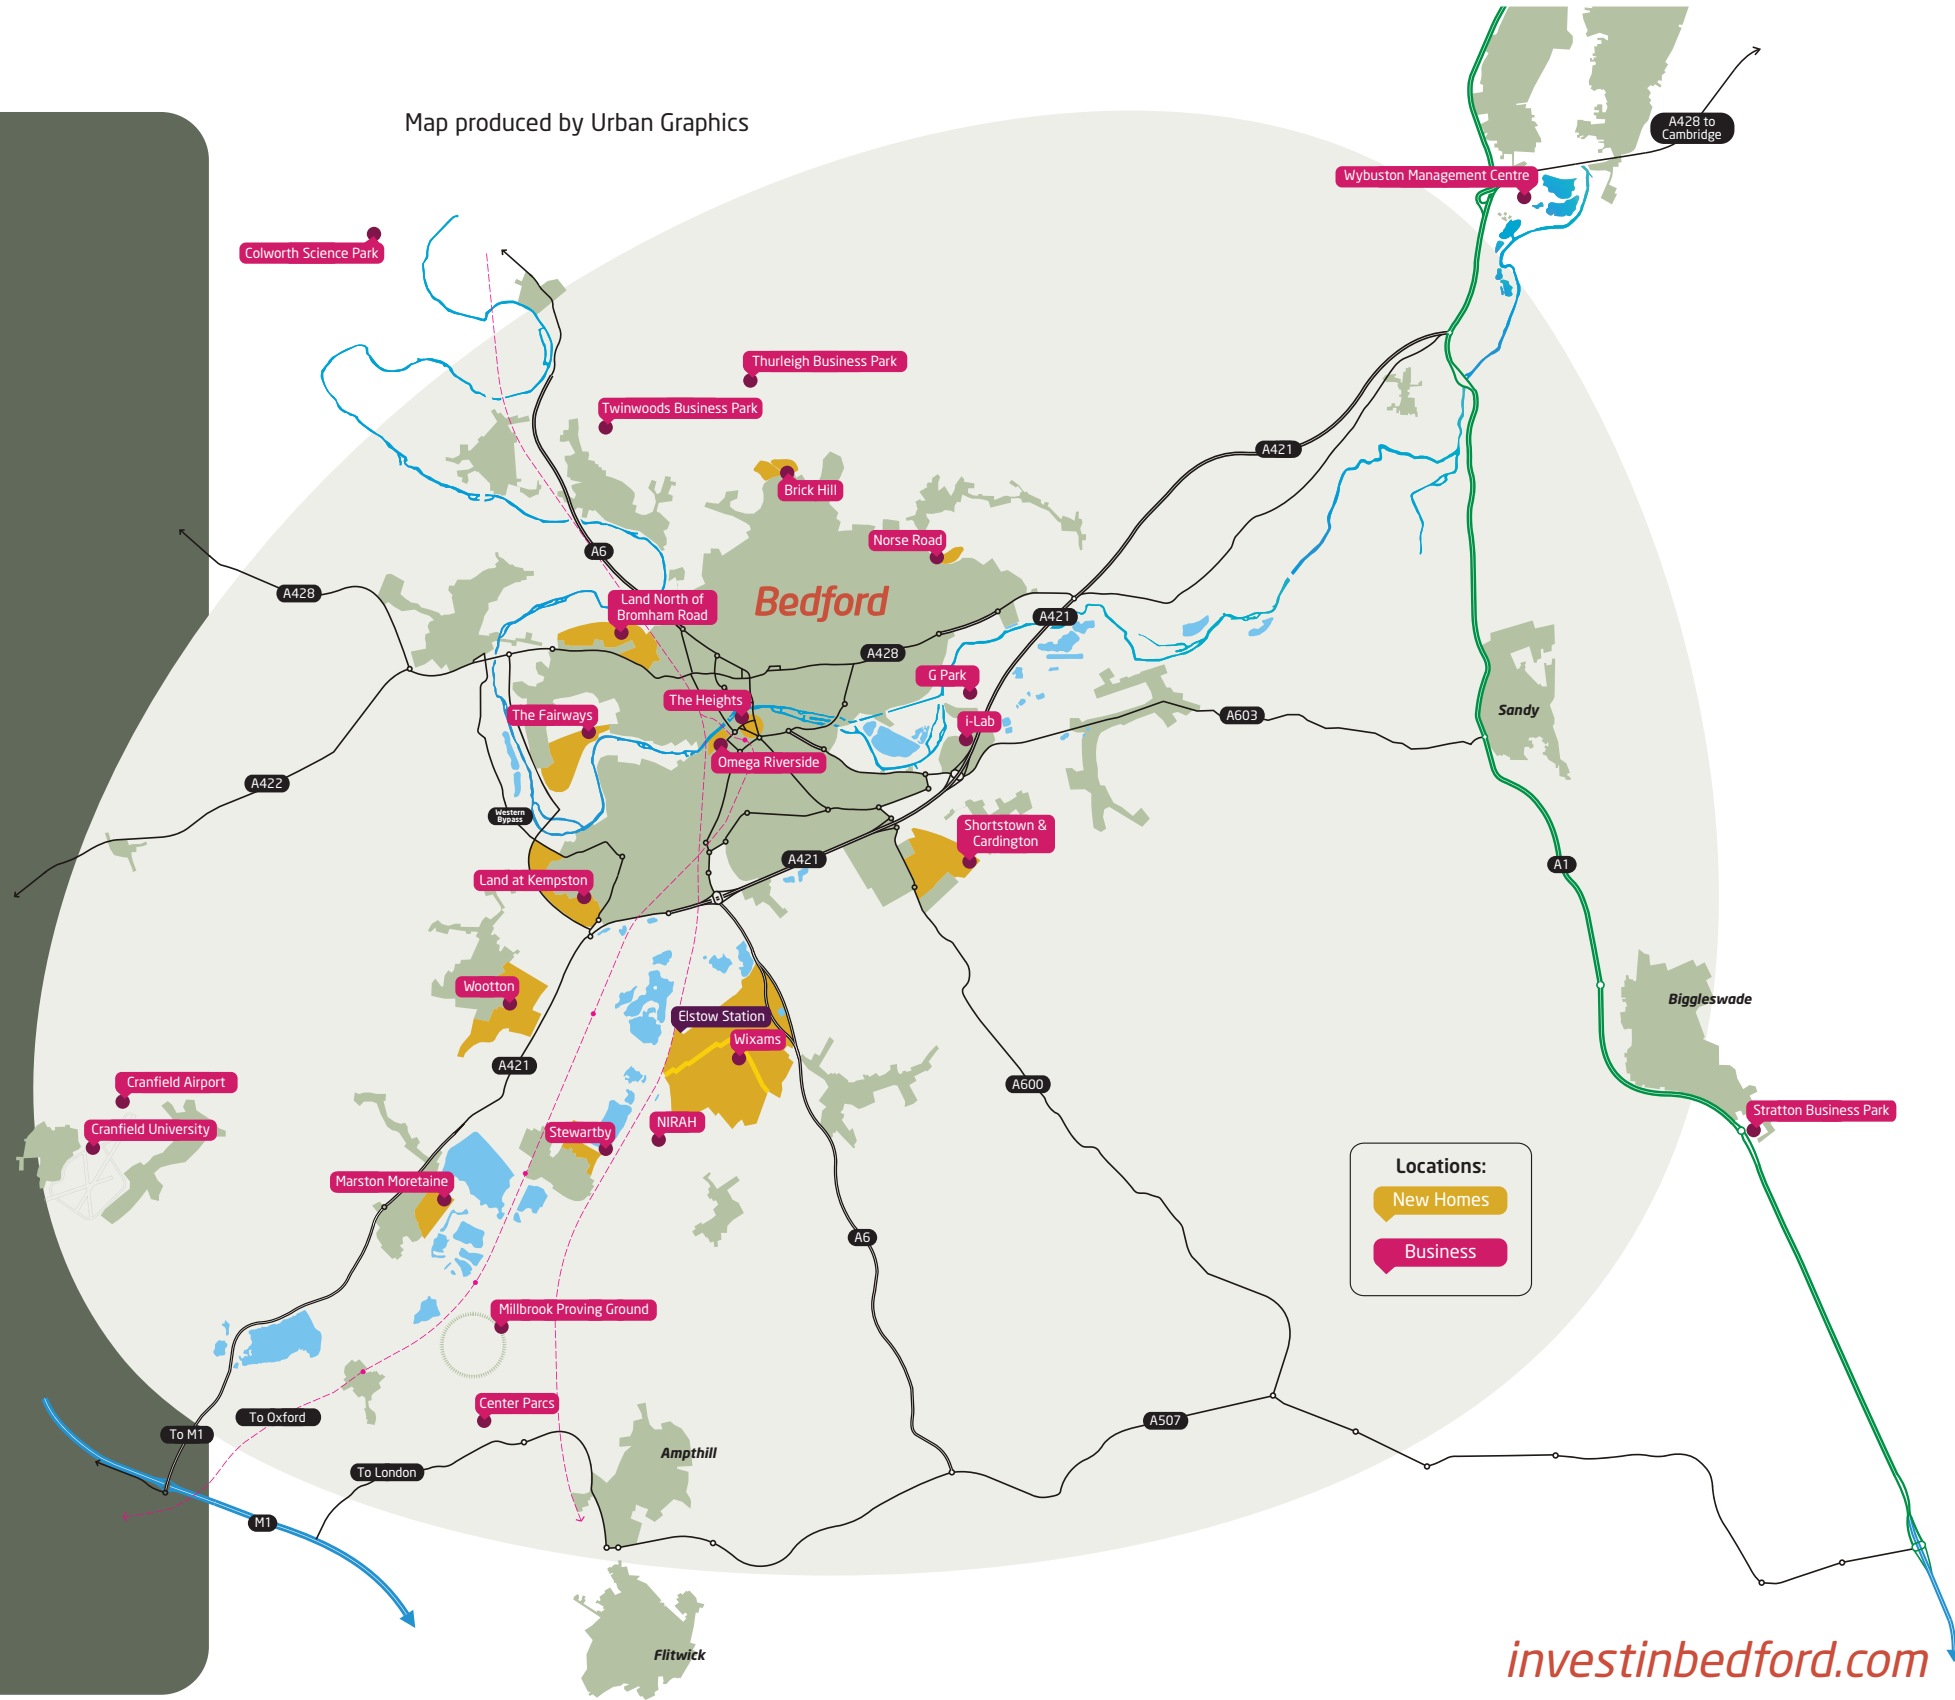 Map produced by Urban Graphics
A428 to
Cambridge
Wybuston Management Centre
Colworth Science Park
Thurleigh Business Park
Twinwoods Business Park
A421
Brick Hill
Norse Road
A6
A428
Land North of
Bromham Road
Bedford
A421
A428
G Park
The Heights
The Fairways
i-Lab
A603
Sandy
Omega Riverside
A422
Western
Bypass
Shortstown &
Cardington
A421
A1
Land at Kempston
Wootton
Biggleswade
Elstow Station
Wixams
A421
Cranfield Airport
A600
Stratton Business Park
Cranfield University
NIRAH
Stewartby
Locations:
Marston Moretaine
New Homes
A6
Business
Millbrook Proving Ground
Center Parcs
To Oxford
A507
To M1
Ampthill
To London
M1
Flitwick
investinbedford.com